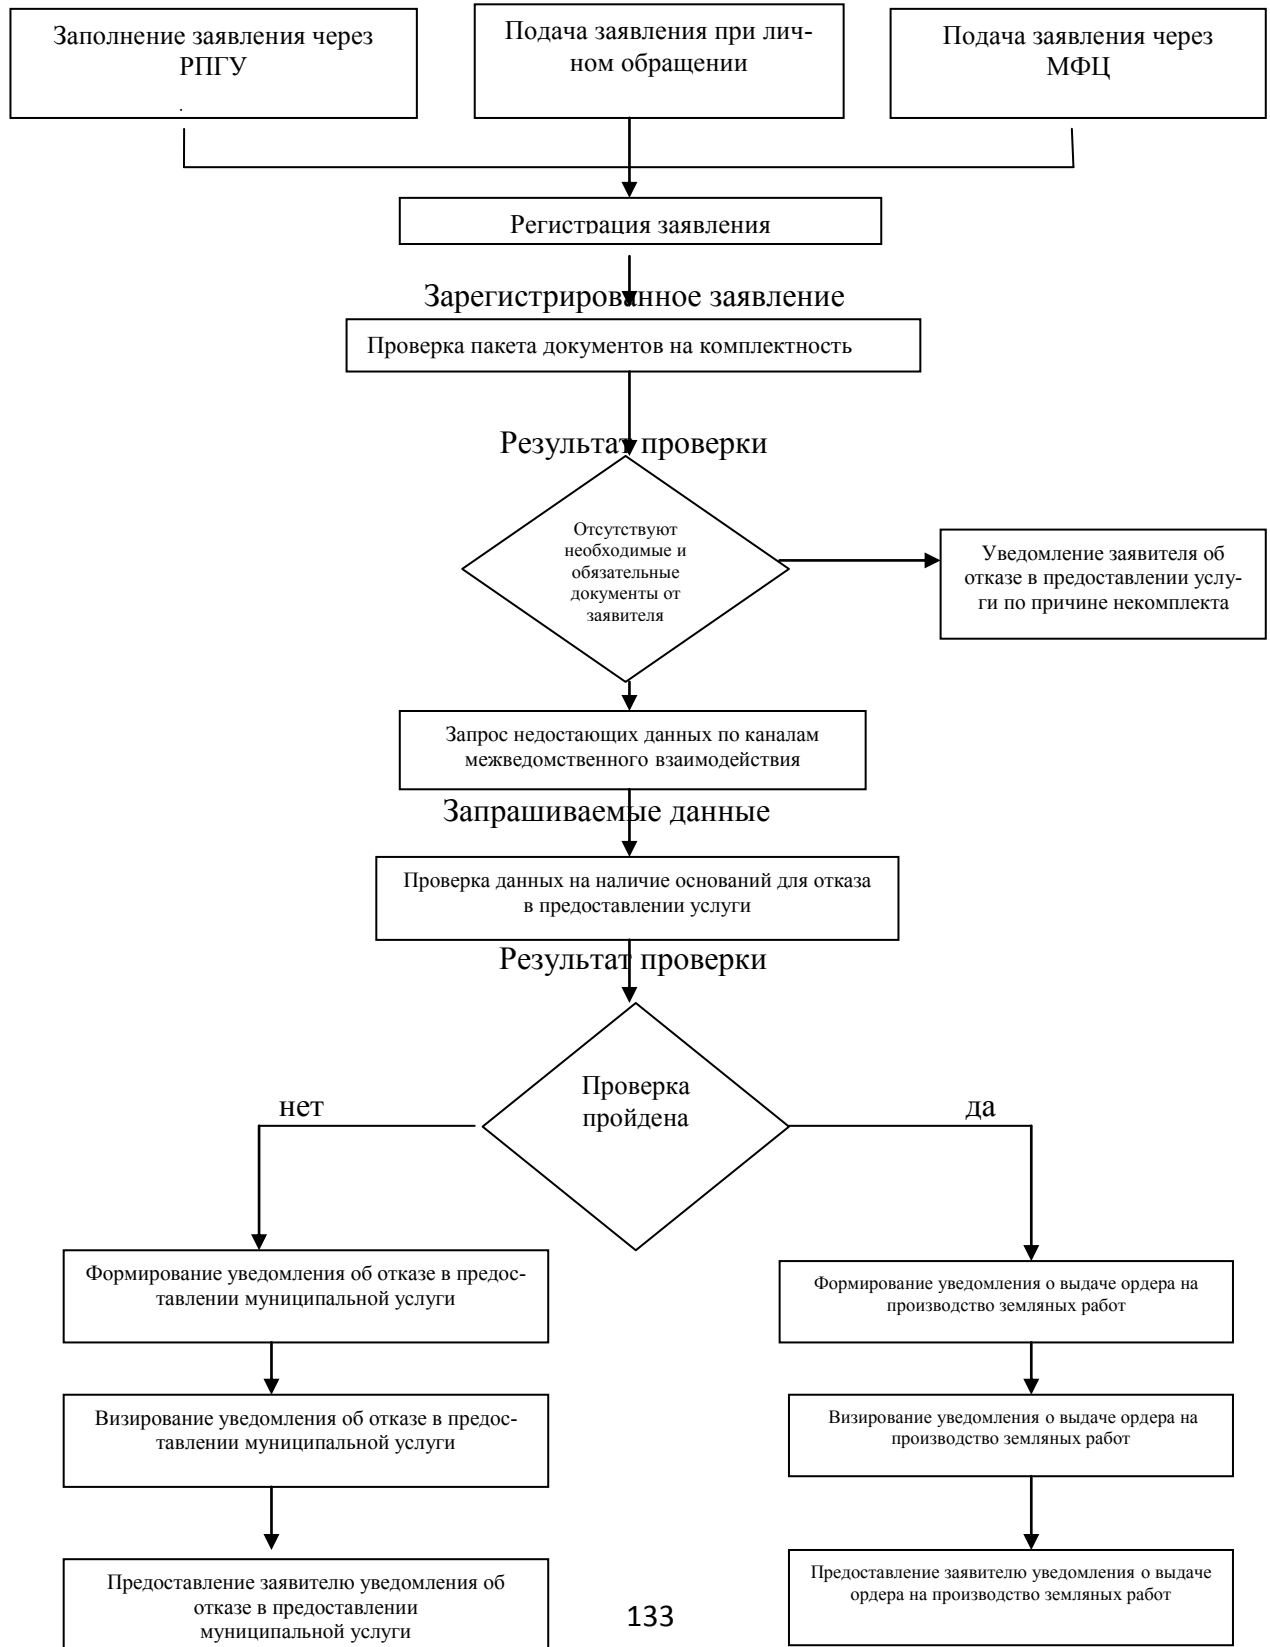 Заполнение заявления через
РПГУ
.
Подача заявления при лич-
ном обращении
Подача заявления через
МФЦ
Регистрация заявления
Зарегистрированное заявление
Проверка пакета документов на комплектность
Результат проверки
Отсутствуют
необходимые и
обязательные
документы от
заявителя
Уведомление заявителя об
отказе в предоставлении услу-
ги по причине некомплекта
Запрос недостающих данных по каналам
межведомственного взаимодействия
Запрашиваемые данные
Проверка данных на наличие оснований для отказа
в предоставлении услуги
Результат проверки
Проверка
пройдена
нет
да
Формирование уведомления об отказе в предос-
тавлении муниципальной услуги
Формирование уведомления о выдаче ордера на
производство земляных работ
Визирование уведомления об отказе в предос-
тавлении муниципальной услуги
Визирование уведомления о выдаче ордера на
производство земляных работ
Предоставление заявителю уведомления об
отказе в предоставлении
муниципальной услуги
Предоставление заявителю уведомления о выдаче
ордера на производство земляных работ
133